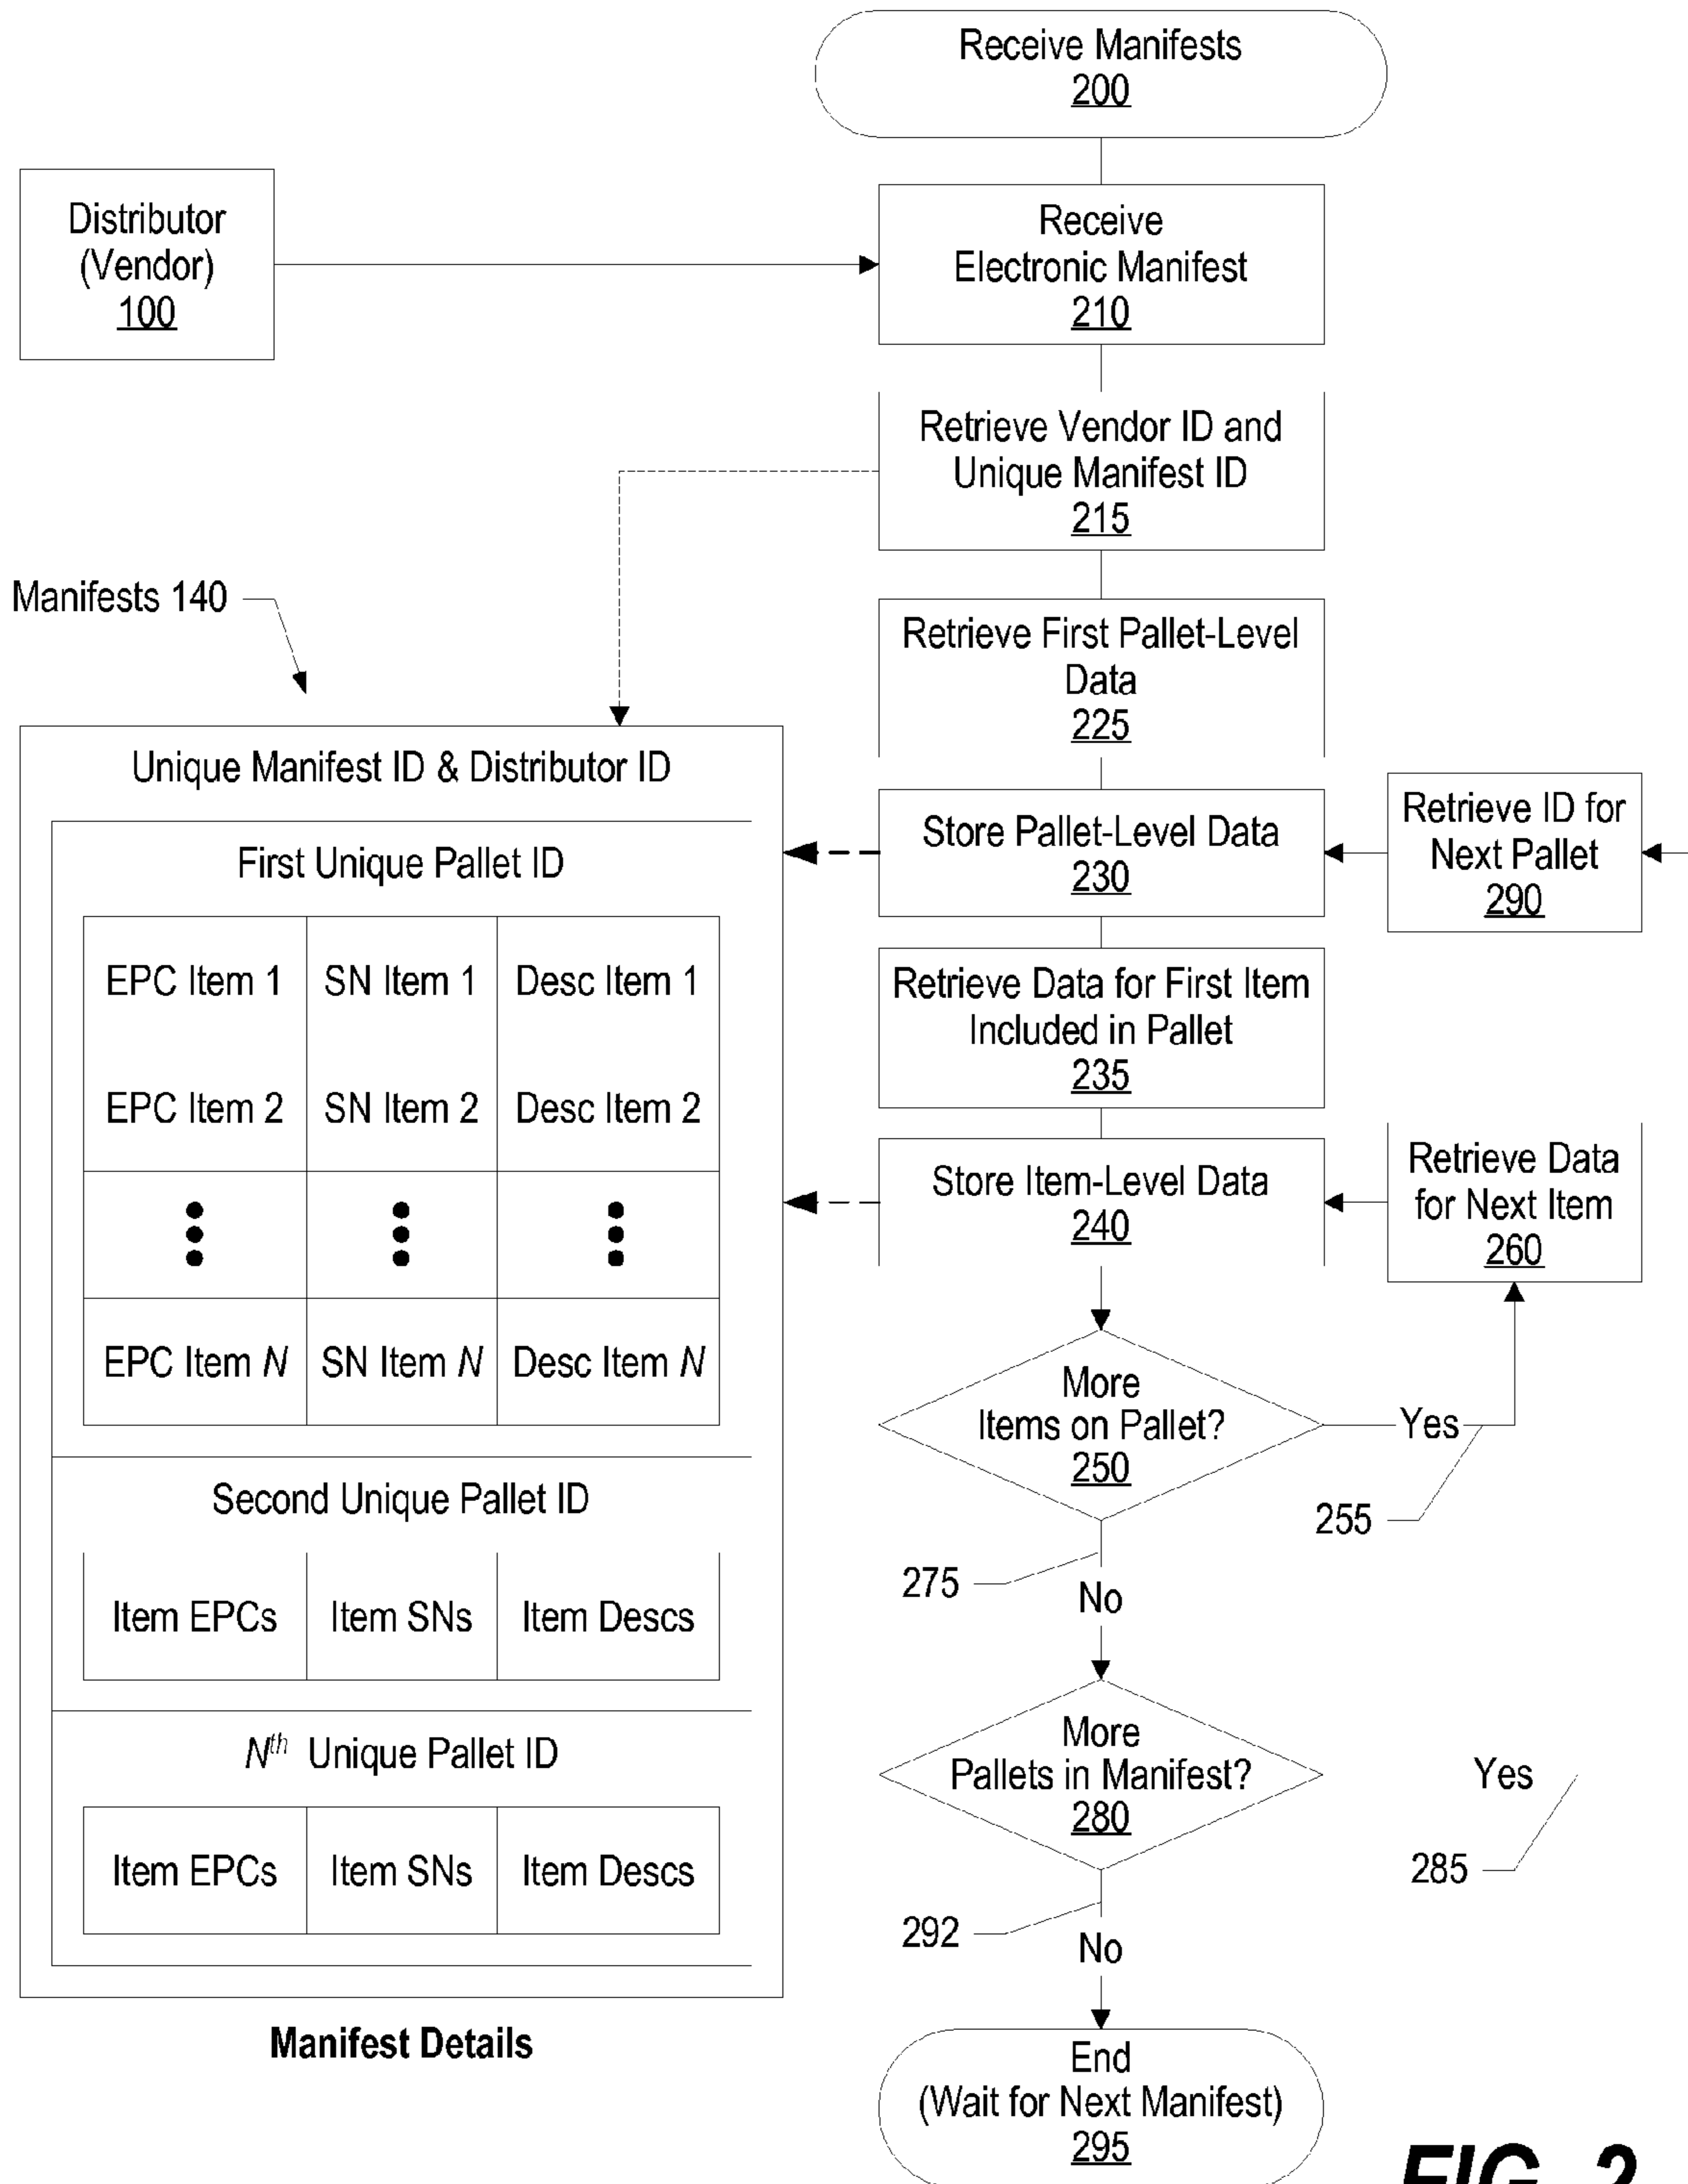 Receive Manifests
200
Distributor
(Vendor)
100
Receive
Electronic Manifest
210
Retrieve Vendor ID and
Unique Manifest ID
215
Manifests 140
Retrieve First Pallet-Level
Data
225
Unique Manifest ID & Distributor ID
First Unique Pallet ID
Store Pallet-Level Data
230
Retrieve ID for
Next Pallet
290
EPC Item 1 SN Item 1 Desc Item 1
EPC Item 2 SN Item 2 Desc Item 2
EPC Item N SN Item N Desc Item N
Retrieve Data for First Item
Included in Pallet
235
Store Item-Level Data
240
Retrieve Data
for Next Item
260
More
Items on Pallet?
250
Yes
255
275
No
Second Unique Pallet ID
Item EPCs Item SNs Item Descs
Nth Unique Pallet ID
Item EPCs Item SNs Item Descs
More
Pallets in Manifest?
280
Yes
285
292
No
Manifest Details
End
(Wait for Next Manifest)
295
FIG. 2